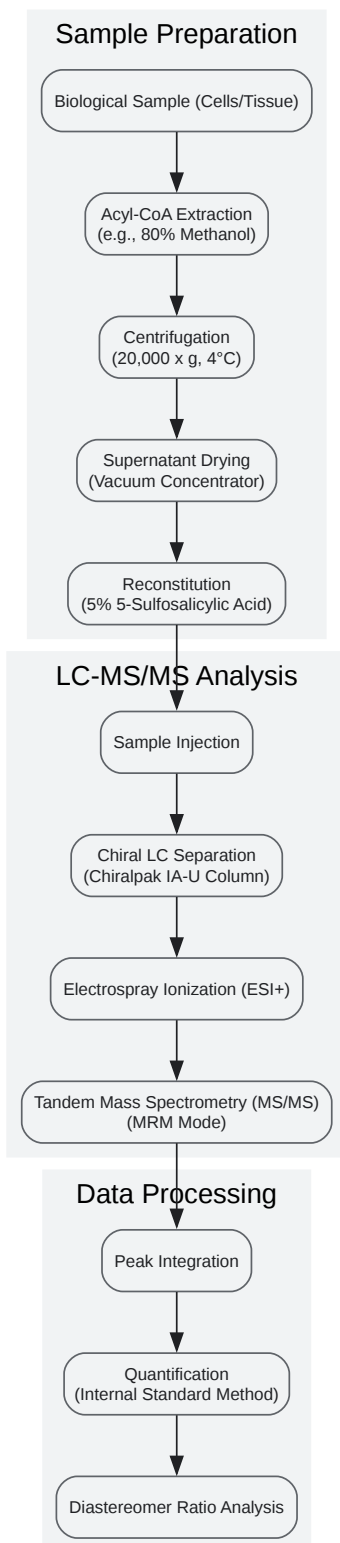 Sample Preparation
Biological Sample (Cells/Tissue)
Acyl-CoA Extraction
(e.g., 80% Methanol)
Centrifugation
(20,000 x g, 4°C)
Supernatant Drying
(Vacuum Concentrator)
Reconstitution
(5% 5-Sulfosalicylic Acid)
LC-MS/MS Analysis
Sample Injection
Chiral LC Separation
(Chiralpak IA-U Column)
Electrospray Ionization (ESI+)
Tandem Mass Spectrometry (MS/MS)
(MRM Mode)
Data Processing
Peak Integration
Quantification
(Internal Standard Method)
Diastereomer Ratio Analysis